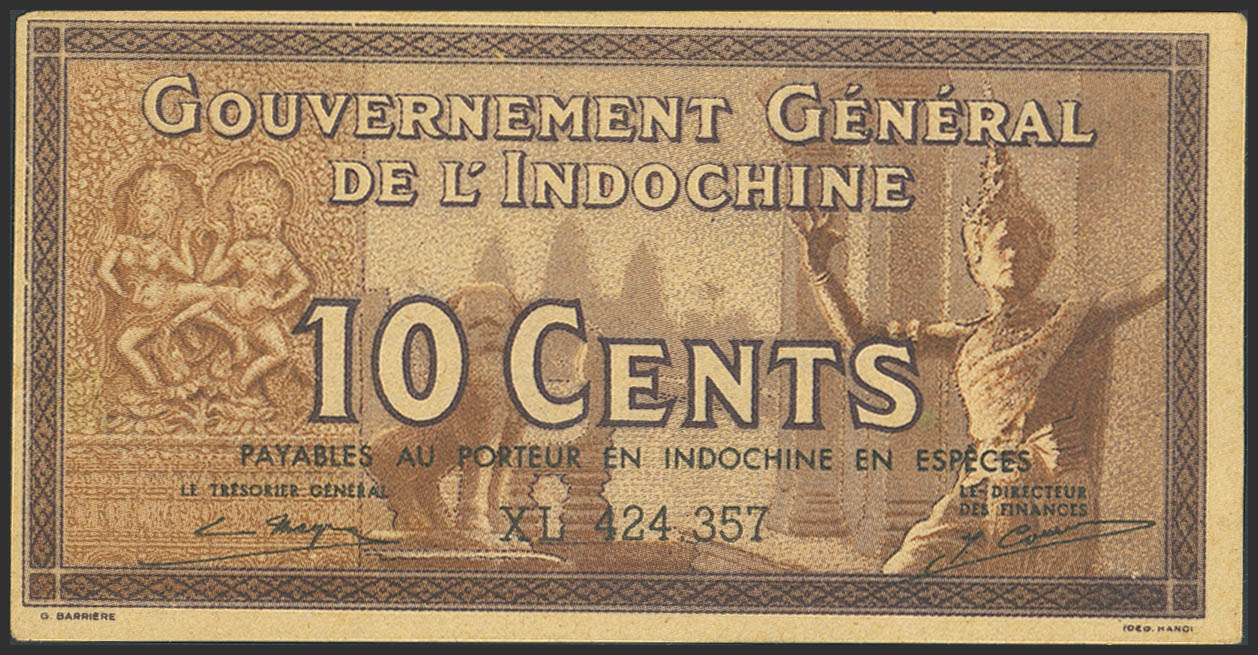 GOUVERNEMENT GÉNÉRAL
DE L'INDOCHINE
10 CENTS
PAYABLES AU PORTEUR EN INDOCHINE EN ESPÈCES
LE TRÉSORIER GÉNÉRAL
LE DIRECTEUR
DES FINANCES
XL 424.357
G. BARRIÈRE
IDEO. HANOI